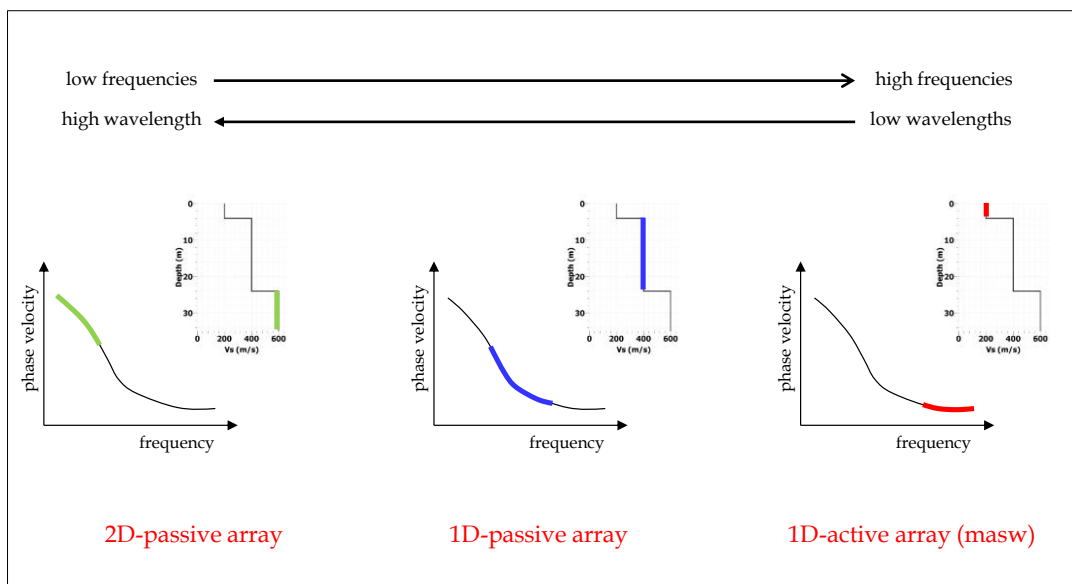 low frequencies
high frequencies
high wavelength
low wavelengths
0
10
20
30
Depth (m)
0 200 400 600
Vs (m/s)
phase velocity
frequency
2D-passive array
0
10
20
30
Depth (m)
0 200 400 600
Vs (m/s)
phase velocity
frequency
1D-passive array
0
10
20
30
Depth (m)
0 200 400 600
Vs (m/s)
phase velocity
frequency
1D-active array (masw)